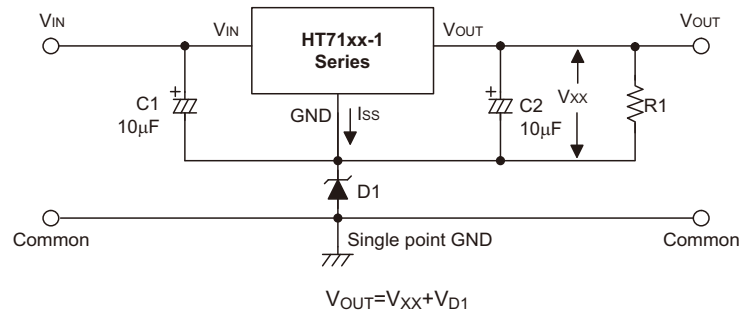 VIN
VIN
HT71xx-1
Series
VOUT
VOUT
C1
10μF
GND
ISS
C2
10μF
VXX
R1
D1
Common
Single point GND
Common
VOUT=VXX+VD1